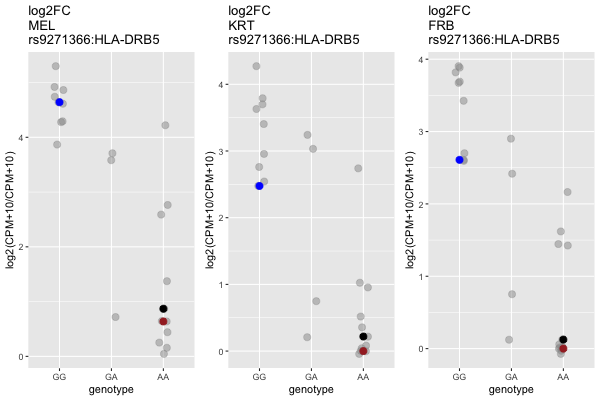 log2FC
MEL
rs9271366:HLA-DRB5
log2(CPM+10/CPM+10)
4
2
0
GG
GA
AA
genotype
log2FC
KRT
rs9271366:HLA-DRB5
log2(CPM+10/CPM+10)
4
3
2
1
0
GG
GA
AA
genotype
log2FC
FRB
rs9271366:HLA-DRB5
log2(CPM+10/CPM+10)
4
3
2
1
0
GG
GA
AA
genotype